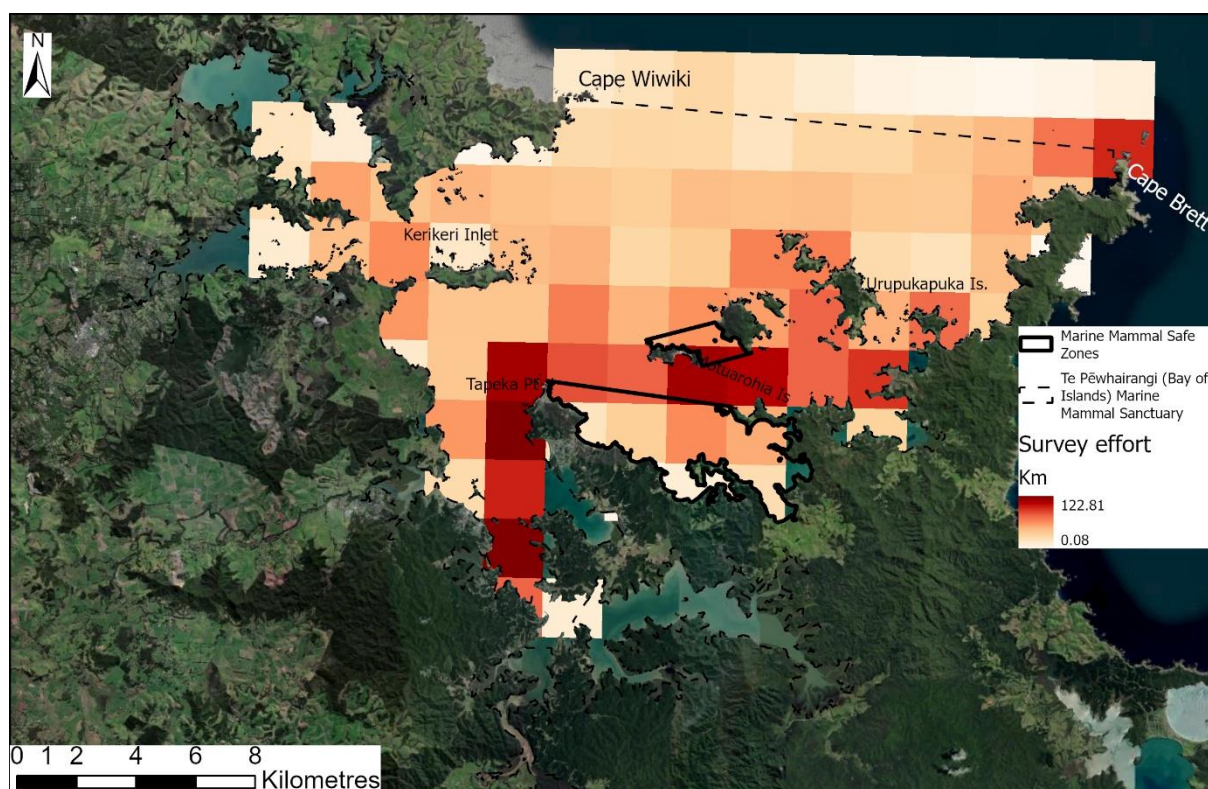 N
Cape Wiwiki
Cape Brett
Kerikeri Inlet
Urupukapuka Is.
Tapeka Pt.
Motuarohia Is.
Marine Mammal Safe
Zones
Te Pēwhairangi (Bay of
Islands) Marine
Mammal Sanctuary
Survey effort
Km
122.81
0.08
0 1 2 4 6 8
Kilometres